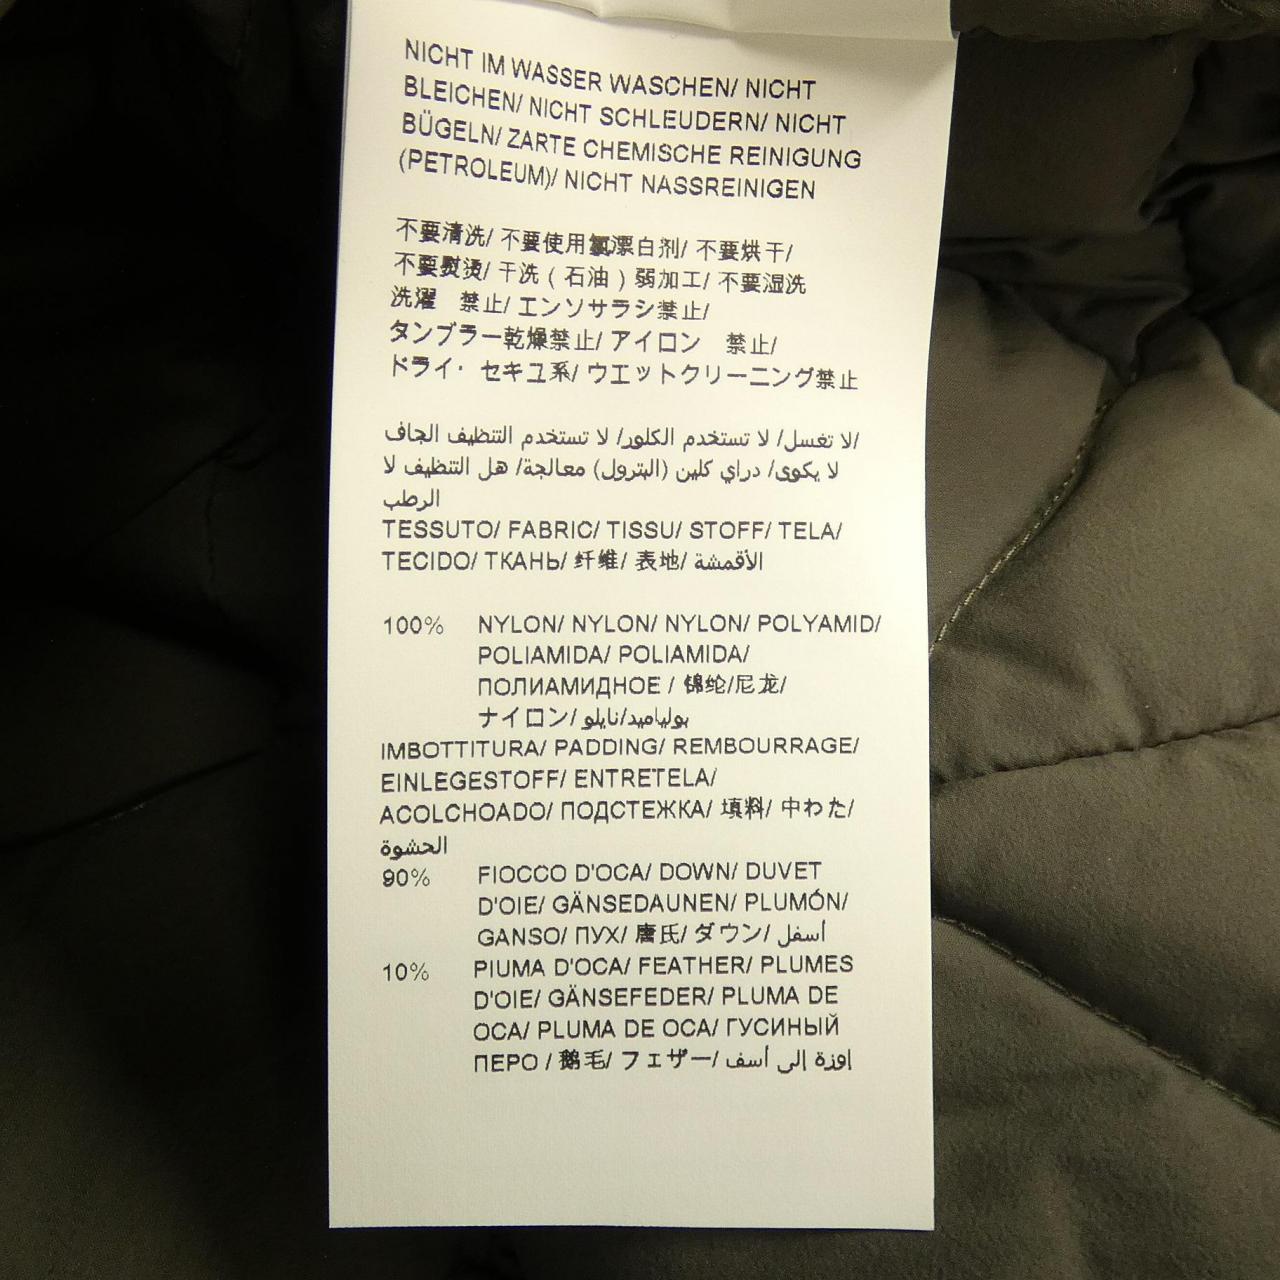 NICHT IM WASSER WASCHEN/ NICHT
BLEICHEN/ NICHT SCHLEUDERN/ NICHT
BÜGELN/ ZARTE CHEMISCHE REINIGUNG
(PETROLEUM)/ NICHT NASSREINIGEN
不要清洗/ 不要使用氯漂白剂/ 不要烘干/
不要熨烫/ 干洗 ( 石油 ) 弱加工/ 不要湿洗
洗濯　禁止/ エンソサラシ禁止/
タンブラー乾燥禁止/ アイロン　禁止/
ドライ・ セキユ系/ ウエットクリーニング禁止
لا تغسل/ لا تستخدم الكلور/ لا تستخدم التنظيف الجاف/
لا يكوى/ دراي كلين (البترول) معالجة/ هل التنظيف لا
الرطب
TESSUTO/ FABRIC/ TISSU/ STOFF/ TELA/
TECIDO/ ТКАНЬ/ 纤维/ 表地/ الأقمشة
100% NYLON/ NYLON/ NYLON/ POLYAMID/
POLIAMIDA/ POLIAMIDA/
ПОЛИАМИДНОЕ / 锦纶/尼龙/
ナイロン/ بولياميد/نايلو
IMBOTTITURA/ PADDING/ REMBOURRAGE/
EINLEGESTOFF/ ENTRETELA/
ACOLCHOADO/ ПОДСТЕЖКА/ 填料/ 中わた/
الحشوة
90% FIOCCO D'OCA/ DOWN/ DUVET
D'OIE/ GÄNSEDAUNEN/ PLUMÓN/
GANSO/ ПУХ/ 唐氏/ ダウン/ أسفل
10% PIUMA D'OCA/ FEATHER/ PLUMES
D'OIE/ GÄNSEFEDER/ PLUMA DE
OCA/ PLUMA DE OCA/ ГУСИНЫЙ
ПЕРО / 鹅毛/ フェザー/ اوزة إلى أسف